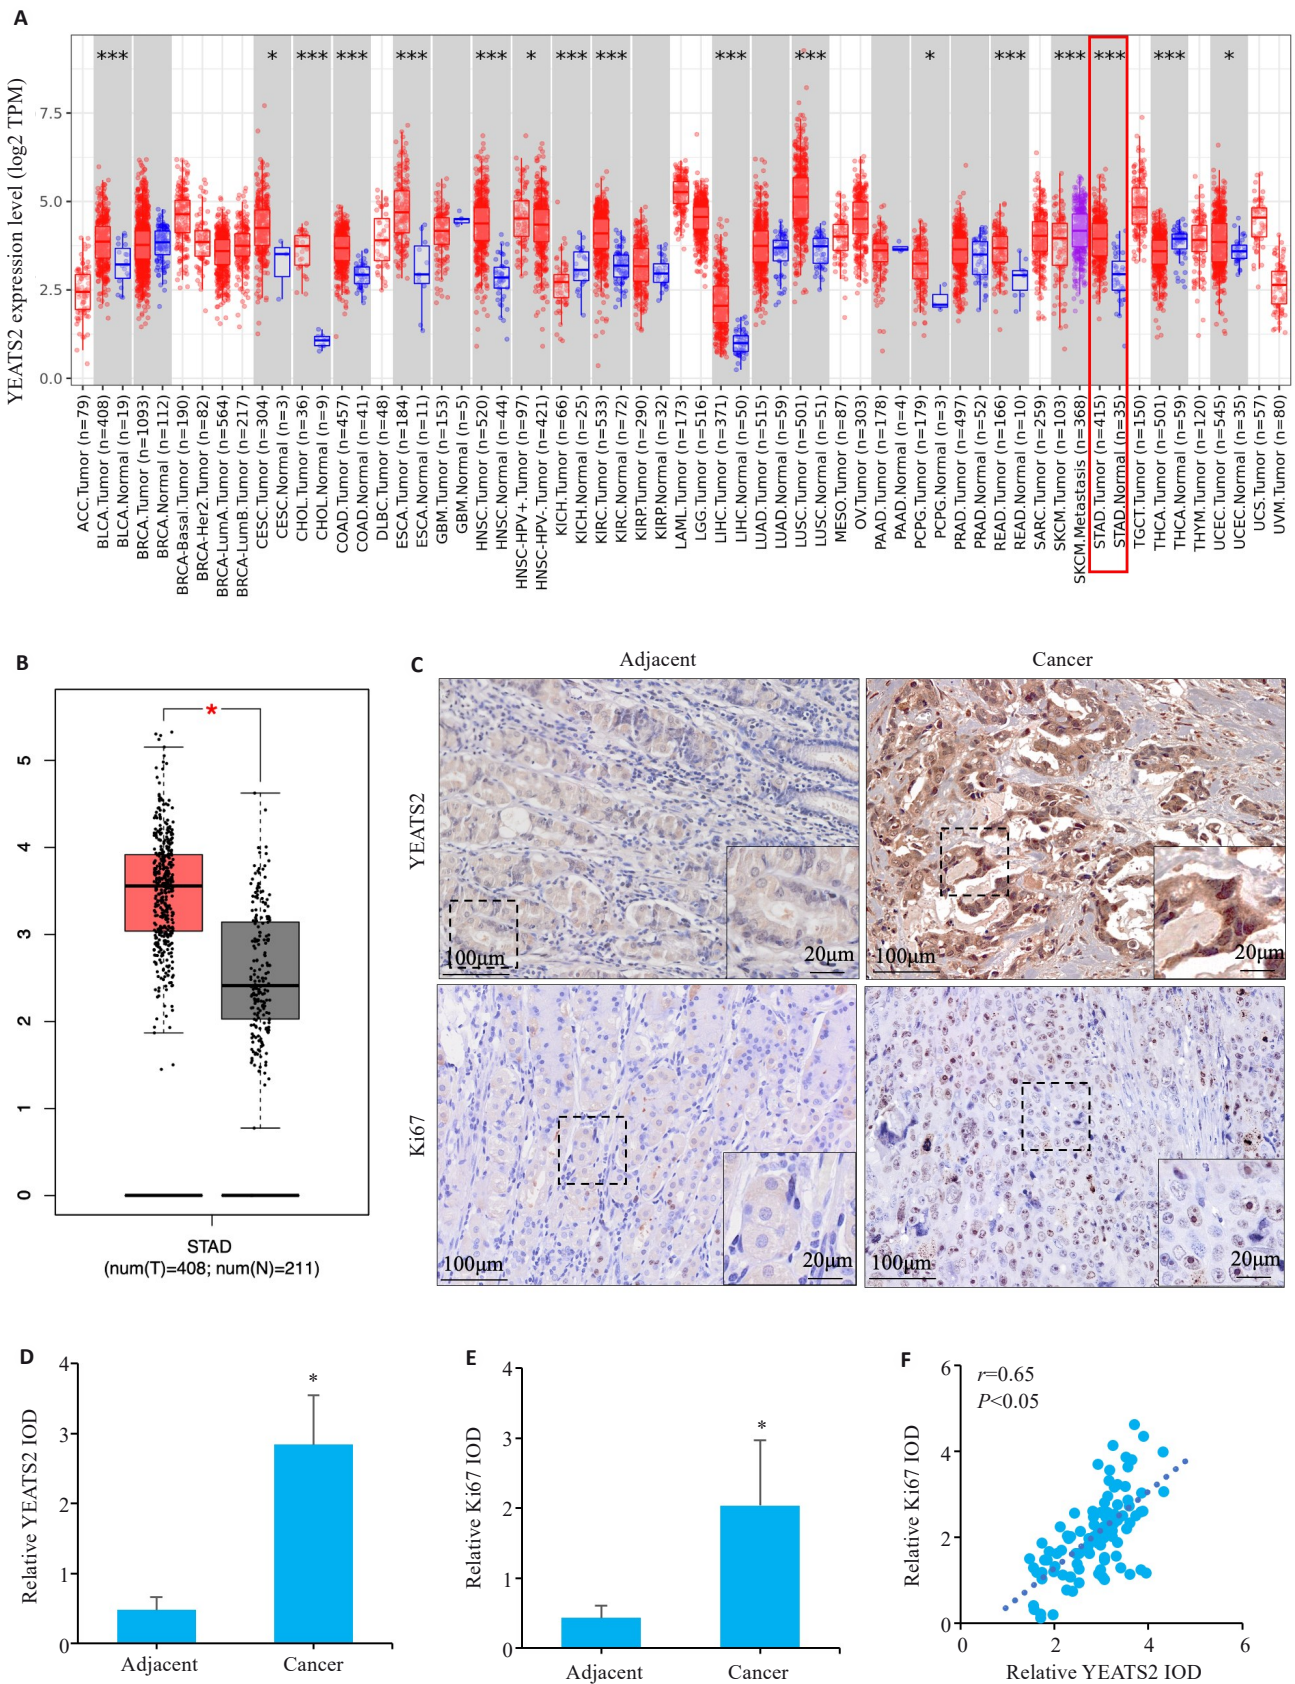 A
YEATS2 expression level (log2 TPM)
7.5
5.0
2.5
0.0
*** * *** *** *** *** * *** *** *** *** * *** *** *** *** *
ACC.Tumor (n=79)
BLCA.Tumor (n=408)
BLCA.Normal (n=19)
BRCA.Tumor (n=1093)
BRCA.Normal (n=112)
BRCA-Basal.Tumor (n=190)
BRCA-Her2.Tumor (n=82)
BRCA-LumA.Tumor (n=564)
BRCA-LumB.Tumor (n=217)
CESC.Tumor (n=304)
CESC.Normal (n=3)
CHOL.Tumor (n=36)
CHOL.Normal (n=9)
COAD.Tumor (n=457)
COAD.Normal (n=41)
DLBC.Tumor (n=48)
ESCA.Tumor (n=184)
ESCA.Normal (n=11)
GBM.Tumor (n=153)
GBM.Normal (n=5)
HNSC.Tumor (n=520)
HNSC.Normal (n=44)
HNSC-HPV+.Tumor (n=97)
HNSC-HPV-.Tumor (n=421)
KICH.Tumor (n=66)
KICH.Normal (n=25)
KIRC.Tumor (n=533)
KIRC.Normal (n=72)
KIRP.Tumor (n=290)
KIRP.Normal (n=32)
LAML.Tumor (n=173)
LGG.Tumor (n=516)
LIHC.Tumor (n=371)
LIHC.Normal (n=50)
LUAD.Tumor (n=515)
LUAD.Normal (n=59)
LUSC.Tumor (n=501)
LUSC.Normal (n=51)
MESO.Tumor (n=87)
OV.Tumor (n=303)
PAAD.Tumor (n=178)
PAAD.Normal (n=4)
PCPG.Tumor (n=179)
PCPG.Normal (n=3)
PRAD.Tumor (n=497)
PRAD.Normal (n=52)
READ.Tumor (n=166)
READ.Normal (n=10)
SARC.Tumor (n=259)
SKCM.Tumor (n=103)
SKCM.Metastasis (n=368)
STAD.Tumor (n=415)
STAD.Normal (n=35)
TGCT.Tumor (n=150)
THCA.Tumor (n=501)
THCA.Normal (n=59)
THYM.Tumor (n=120)
UCEC.Tumor (n=545)
UCEC.Normal (n=35)
UCS.Tumor (n=57)
UVM.Tumor (n=80)
B
*
5
4
3
2
1
0
STAD
(num(T)=408; num(N)=211)
C
Adjacent Cancer
YEATS2
100μm 20μm 100μm 20μm
Ki67
100μm 20μm 100μm 20μm
D
Relative YEATS2 IOD
4
3
2
1
0
*
Adjacent Cancer
E
Relative Ki67 IOD
4
3
2
1
0
*
Adjacent Cancer
F
r=0.65
P<0.05
Relative Ki67 IOD
6
4
2
0
0 2 4 6
Relative YEATS2 IOD